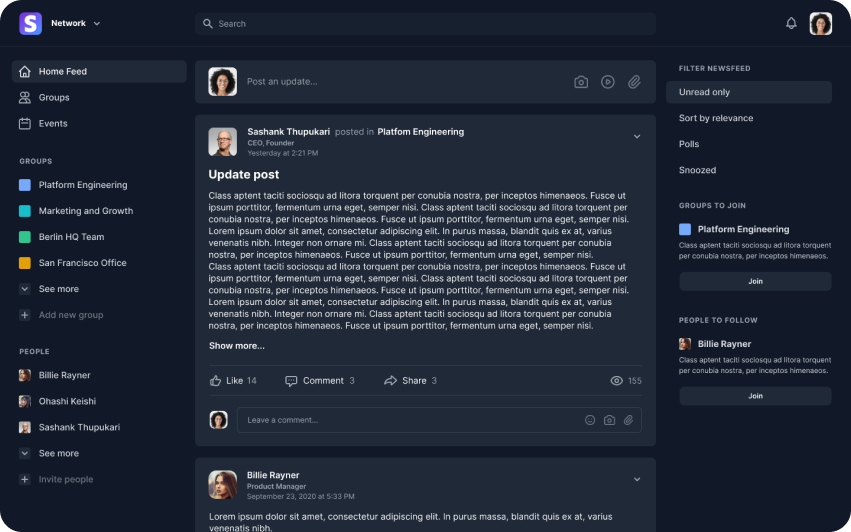 S Network
Search
Home Feed
Groups
Events
GROUPS
Platform Engineering
Marketing and Growth
Berlin HQ Team
San Francisco Office
See more
Add new group
PEOPLE
Billie Rayner
Ohashi Keishi
Sashank Thupukari
See more
Invite people
Post an update...
Sashank Thupukari posted in Platfom Engineering
CEO, Founder
Yesterday at 2:21 PM
Update post
Class aptent taciti sociosqu ad litora torquent per conubia nostra, per inceptos himenaeos. Fusce ut
ipsum porttitor, fermentum urna eget, semper nisi. Class aptent taciti sociosqu ad litora torquent per
conubia nostra, per inceptos himenaeos. Fusce ut ipsum porttitor, fermentum urna eget, semper nisi.
Lorem ipsum dolor sit amet, consectetur adipiscing elit. In purus massa, blandit quis ex at, varius
venenatis nibh. Integer non ornare mi. Class aptent taciti sociosqu ad litora torquent per conubia
nostra, per inceptos himenaeos. Fusce ut ipsum porttitor, fermentum urna eget, semper nisi.
Class aptent taciti sociosqu ad litora torquent per conubia nostra, per inceptos himenaeos. Fusce ut
ipsum porttitor, fermentum urna eget, semper nisi. Class aptent taciti sociosqu ad litora torquent per
conubia nostra, per inceptos himenaeos. Fusce ut ipsum porttitor, fermentum urna eget, semper nisi.
Lorem ipsum dolor sit amet, consectetur adipiscing elit. In purus massa, blandit quis ex at, varius
venenatis nibh. Integer non ornare mi. Class aptent taciti sociosqu ad litora torquent per conubia
nostra, per inceptos himenaeos. Fusce ut ipsum porttitor, fermentum urna eget, semper nisi.
Show more...
Like 14 Comment 3 Share 3 155
Leave a comment...
Billie Rayner
Product Manager
September 23, 2020 at 5:33 PM
Lorem ipsum dolor sit amet, consectetur adipiscing elit. In purus massa, blandit quis ex at, varius
venenatis nibh.
FILTER NEWSFEED
Unread only
Sort by relevance
Polls
Snoozed
GROUPS TO JOIN
Platform Engineering
Class aptent taciti sociosqu ad litora torquent
per conubia nostra, per inceptos himenaeos.
Join
PEOPLE TO FOLLOW
Billie Rayner
Class aptent taciti sociosqu ad litora torquent
per conubia nostra, per inceptos himenaeos.
Join